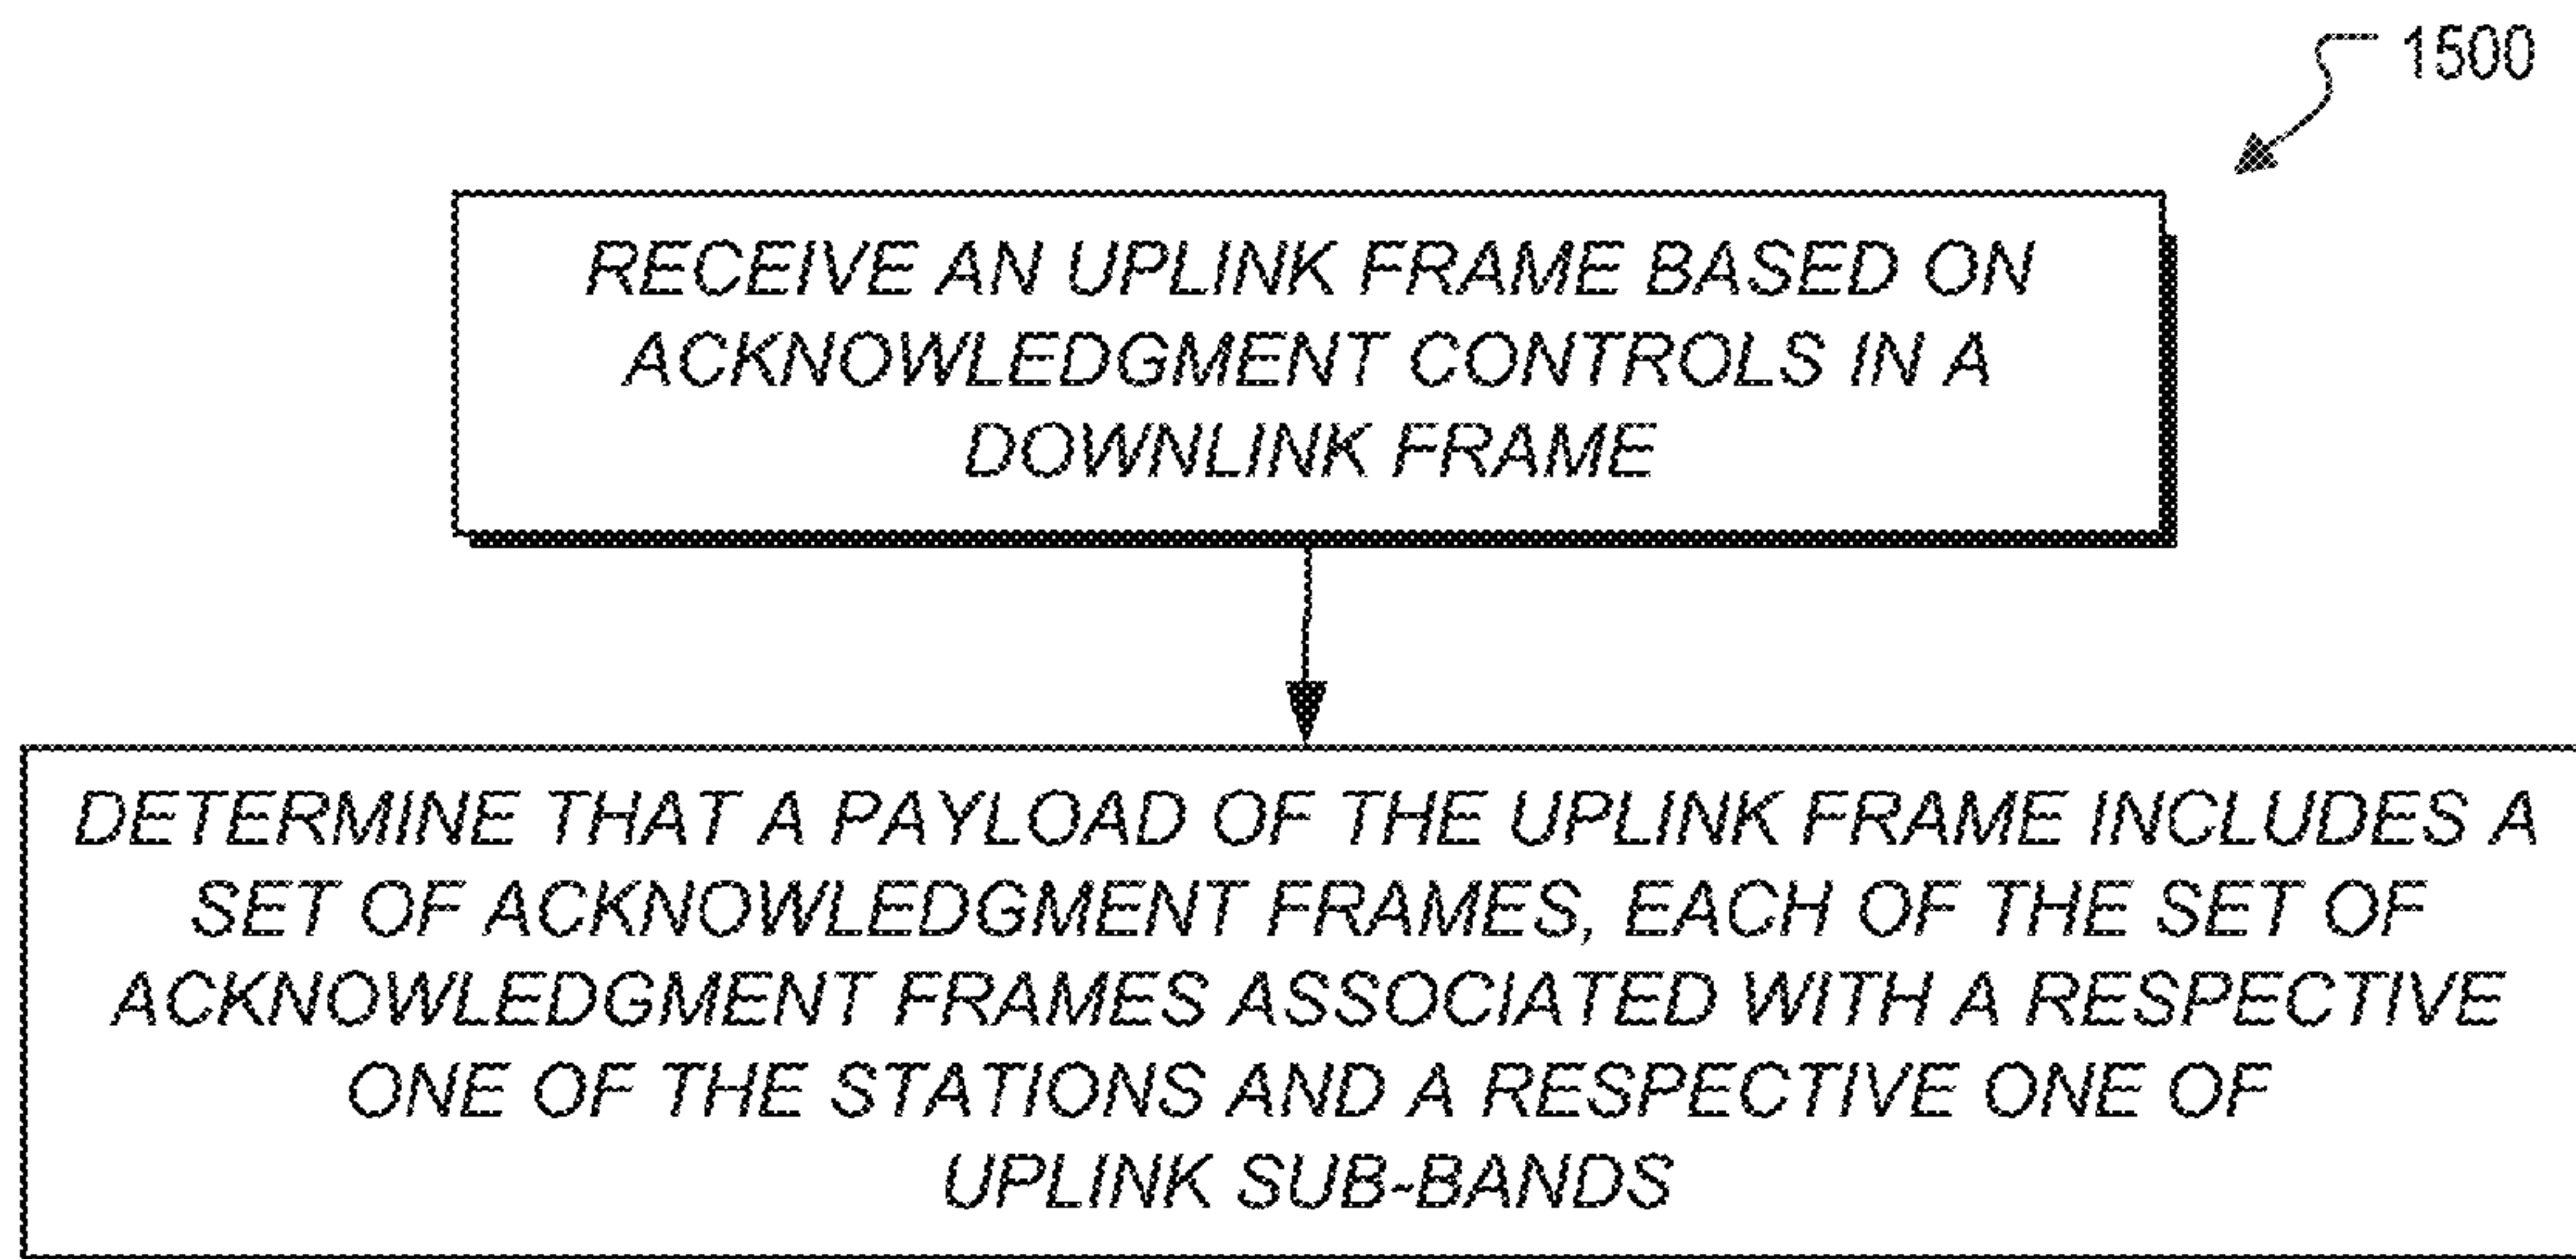 1500
RECEIVE AN UPLINK FRAME BASED ON
ACKNOWLEDGMENT CONTROLS IN A
DOWNLINK FRAME
DETERMINE THAT A PAYLOAD OF THE UPLINK FRAME INCLUDES A
SET OF ACKNOWLEDGMENT FRAMES, EACH OF THE SET OF
ACKNOWLEDGMENT FRAMES ASSOCIATED WITH A RESPECTIVE
ONE OF THE STATIONS AND A RESPECTIVE ONE OF
UPLINK SUB-BANDS